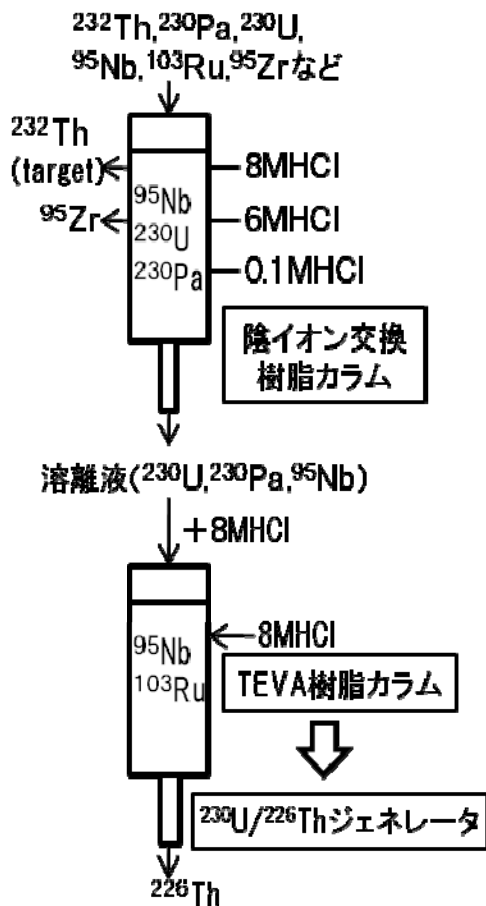 ²³²Th,²³⁰Pa,²³⁰U,
⁹⁵Nb,¹⁰³Ru,⁹⁵Zrなど
²³²Th
(target)
8MHCl
⁹⁵Zr
6MHCl
0.1MHCl
⁹⁵Nb
²³⁰U
²³⁰Pa
陰イオン交換
樹脂カラム
溶離液(²³⁰U,²³⁰Pa,⁹⁵Nb)
+8MHCl
8MHCl
⁹⁵Nb
¹⁰³Ru
TEVA樹脂カラム
²³⁰U/²²⁶Thジェネレータ
²²⁶Th